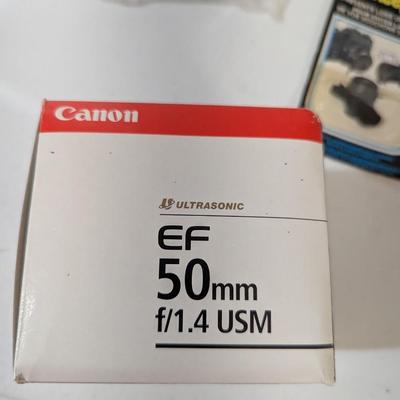 Canon
ULTRASONIC
EF
50mm
f/1.4 USM